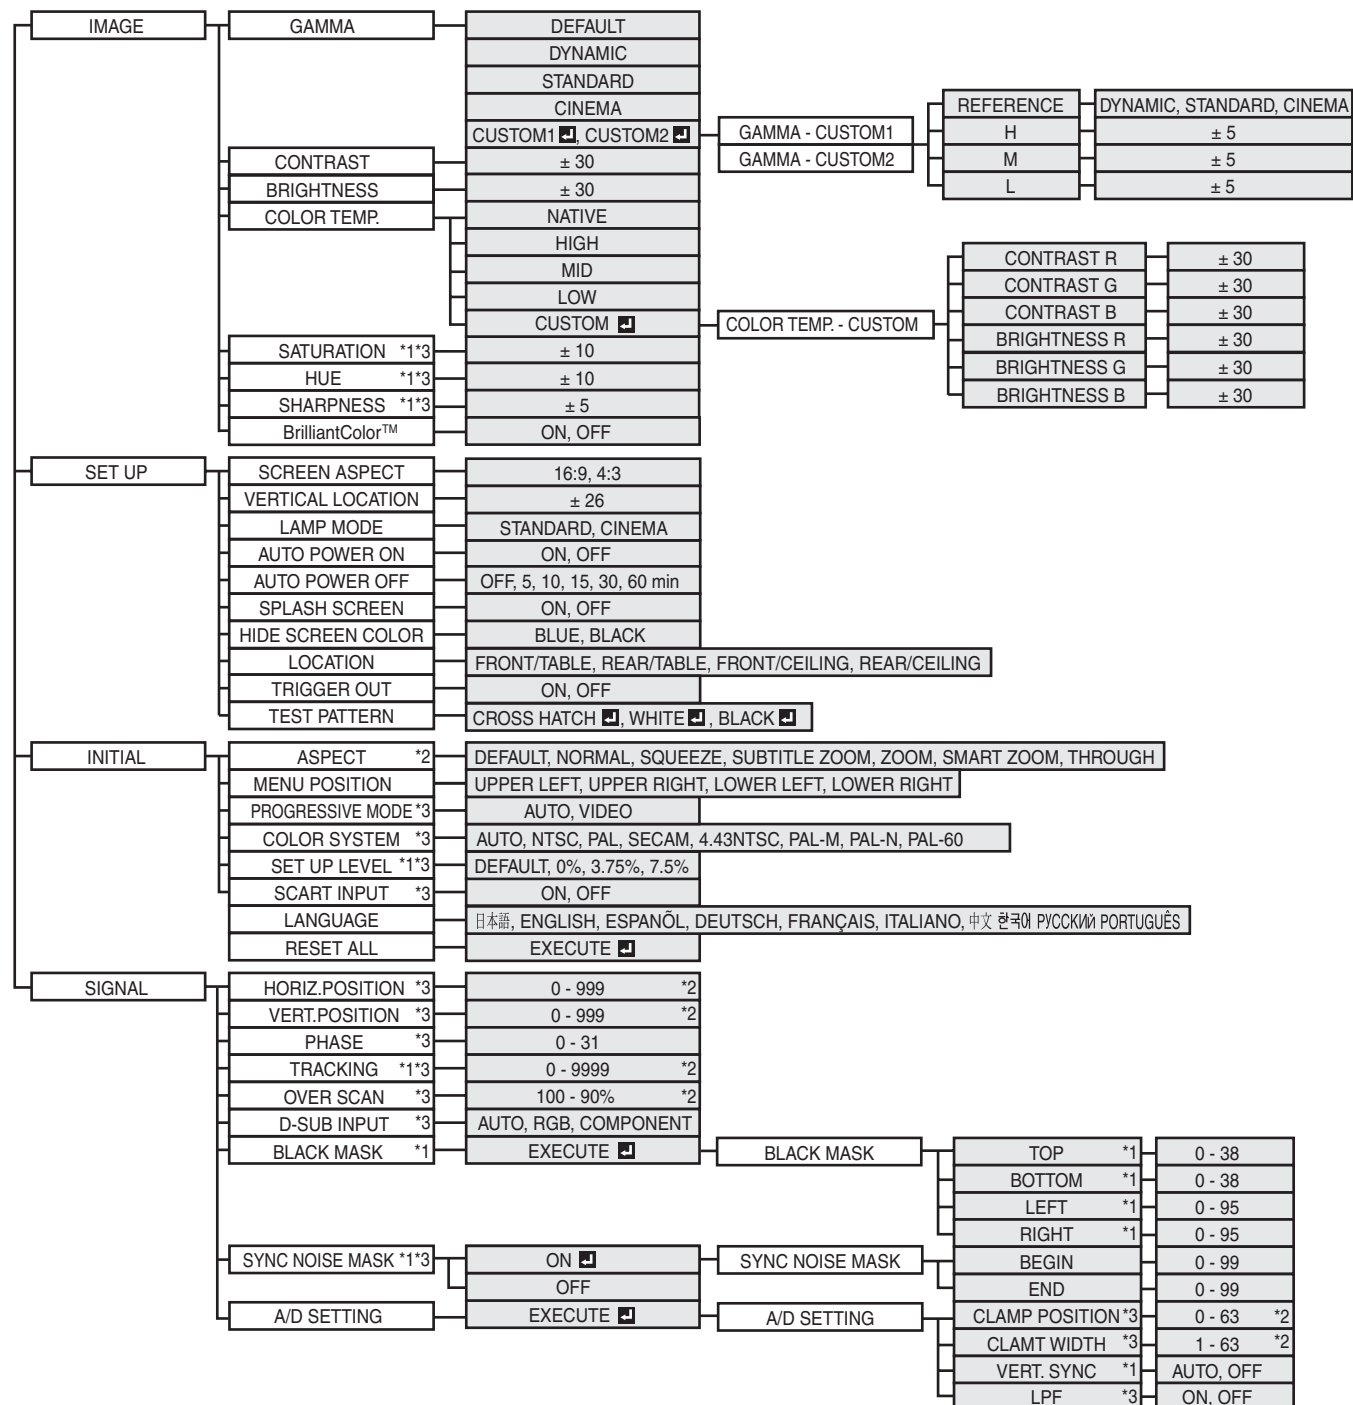 IMAGE GAMMA DEFAULT
DYNAMIC
STANDARD
CINEMA REFERENCE DYNAMIC, STANDARD, CINEMA
CUSTOM1 , CUSTOM2 GAMMA - CUSTOM1 H ± 5
CONTRAST ± 30 GAMMA - CUSTOM2 M ± 5
BRIGHTNESS ± 30 L ± 5
COLOR TEMP. NATIVE
HIGH CONTRAST R ± 30
MID CONTRAST G ± 30
LOW CONTRAST B ± 30
CUSTOM COLOR TEMP. - CUSTOM BRIGHTNESS R ± 30
SATURATION *1*3 ± 10 BRIGHTNESS G ± 30
HUE *1*3 ± 10 BRIGHTNESS B ± 30
SHARPNESS *1*3 ± 5
BrilliantColor™ ON, OFF
SET UP SCREEN ASPECT 16:9, 4:3
VERTICAL LOCATION ± 26
LAMP MODE STANDARD, CINEMA
AUTO POWER ON ON, OFF
AUTO POWER OFF OFF, 5, 10, 15, 30, 60 min
SPLASH SCREEN ON, OFF
HIDE SCREEN COLOR BLUE, BLACK
LOCATION FRONT/TABLE, REAR/TABLE, FRONT/CEILING, REAR/CEILING
TRIGGER OUT ON, OFF
TEST PATTERN CROSS HATCH , WHITE , BLACK
INITIAL ASPECT *2 DEFAULT, NORMAL, SQUEEZE, SUBTITLE ZOOM, ZOOM, SMART ZOOM, THROUGH
MENU POSITION UPPER LEFT, UPPER RIGHT, LOWER LEFT, LOWER RIGHT
PROGRESSIVE MODE *3 AUTO, VIDEO
COLOR SYSTEM *3 AUTO, NTSC, PAL, SECAM, 4.43NTSC, PAL-M, PAL-N, PAL-60
SET UP LEVEL *1*3 DEFAULT, 0%, 3.75%, 7.5%
SCART INPUT *3 ON, OFF
LANGUAGE 日本語, ENGLISH, ESPANÕL, DEUTSCH, FRANÇAIS, ITALIANO, 中文 한국어 РУССКИЙ PORTUGUÊS
RESET ALL EXECUTE
SIGNAL HORIZ.POSITION *3 0 - 999 *2
VERT.POSITION *3 0 - 999 *2
PHASE *3 0 - 31
TRACKING *1*3 0 - 9999 *2
OVER SCAN *3 100 - 90% *2
D-SUB INPUT *3 AUTO, RGB, COMPONENT
BLACK MASK *1 EXECUTE BLACK MASK TOP *1 0 - 38
BOTTOM *1 0 - 38
LEFT *1 0 - 95
RIGHT *1 0 - 95
SYNC NOISE MASK *1*3 ON SYNC NOISE MASK BEGIN 0 - 99
OFF END 0 - 99
A/D SETTING EXECUTE A/D SETTING CLAMP POSITION *3 0 - 63 *2
CLAMT WIDTH *3 1 - 63 *2
VERT. SYNC *1 AUTO, OFF
LPF *3 ON, OFF